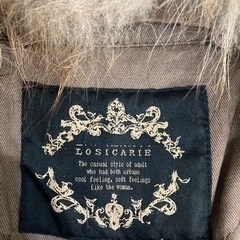 LOSICARIE
The casual style of adult
who had both urbane
cool feeling, soft feelings
like the woman.